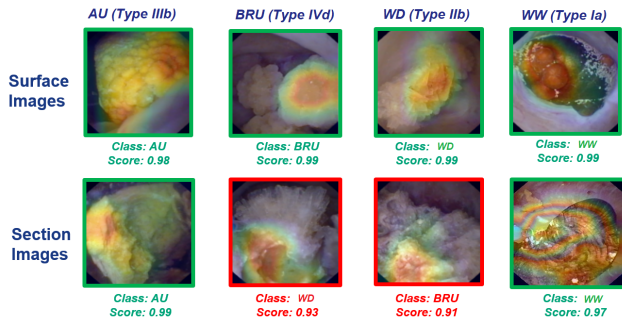 AU (Type IIIb) BRU (Type IVd) WD (Type IIb) WW (Type Ia)
Surface
Images
Class: AU Class: BRU Class: WD Class: WW
Score: 0.98 Score: 0.99 Score: 0.99 Score: 0.99
Section
Images
Class: AU Class: WD Class: BRU Class: WW
Score: 0.99 Score: 0.93 Score: 0.91 Score: 0.97